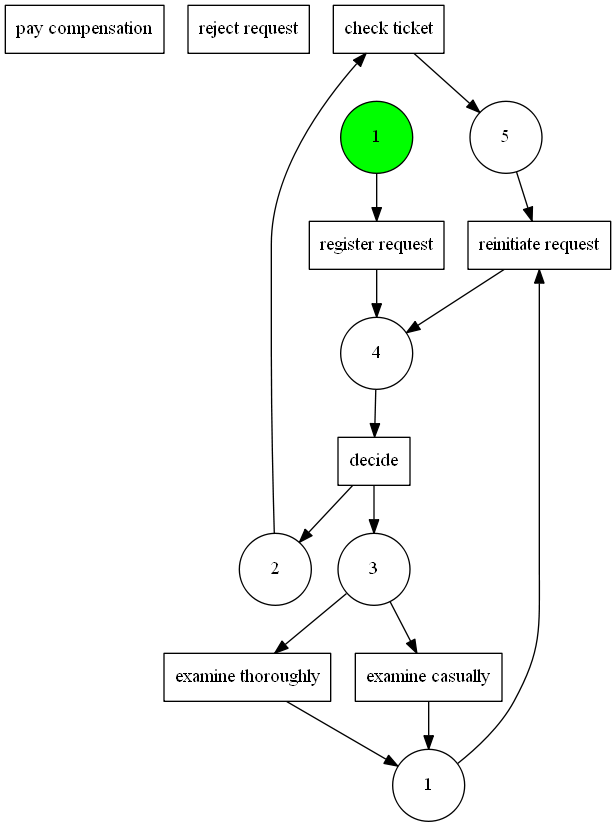 pay compensation
reject request
check ticket
1
5
register request
reinitiate request
4
decide
2
3
examine thoroughly
examine casually
1